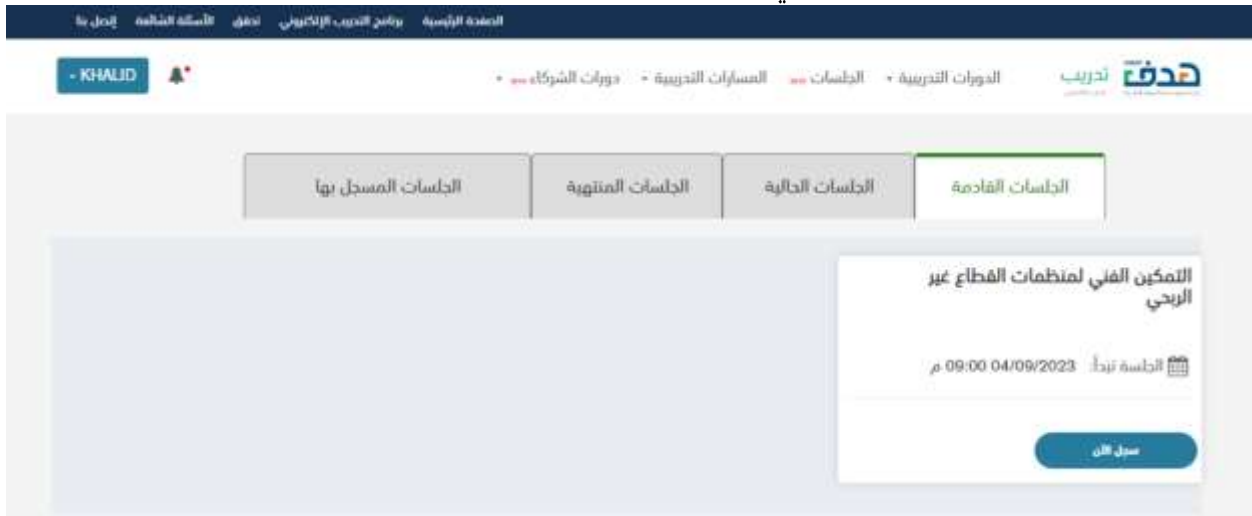 الصفحة الرئيسية برنامج التدريب الإلكتروني تحقق الأسئلة الشائعة إتصل بنا
هدف تدريب الدورات التدريبية الجلسات المسارات التدريبية دورات الشركاء KHALID
الجلسات القادمة الجلسات الحالية الجلسات المنتهية الجلسات المسجل بها
التمكين الفني لمنظمات القطاع غير
الربحي
الجلسة تبدأ: 04/09/2023 09:00 م
سجل الآن